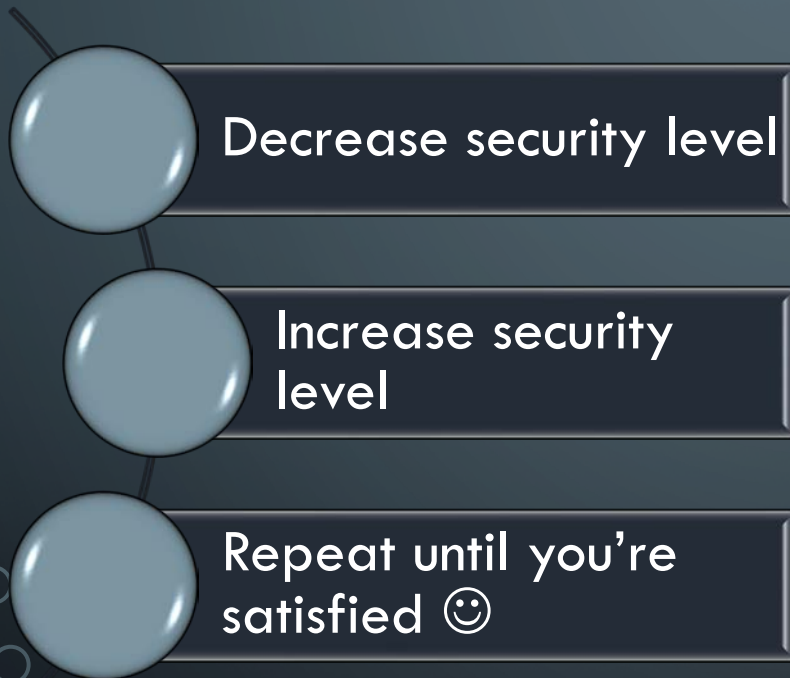 Decrease security level
Increase security
level
Repeat until you’re
satisfied ☺